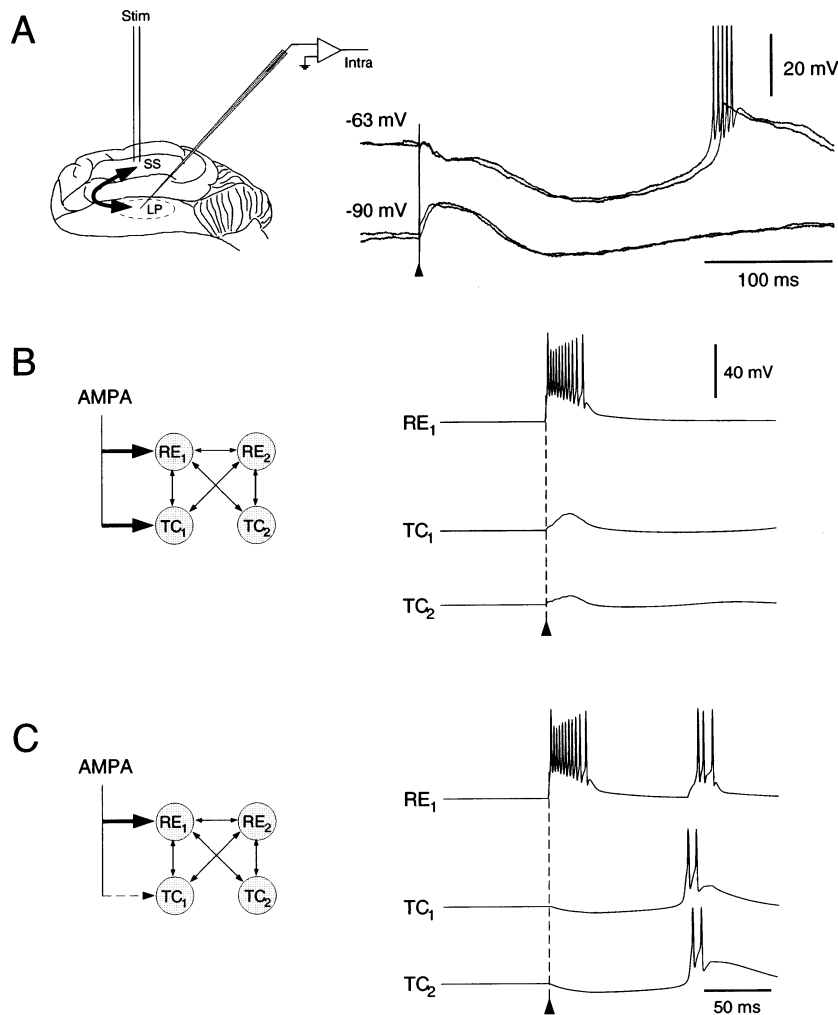 A
Stim
Intra
SS
LP
-63 mV
-90 mV
20 mV
100 ms
B
AMPA
RE1
RE2
TC1
TC2
RE1
TC1
TC2
40 mV
C
AMPA
RE1
RE2
TC1
TC2
RE1
TC1
TC2
50 ms